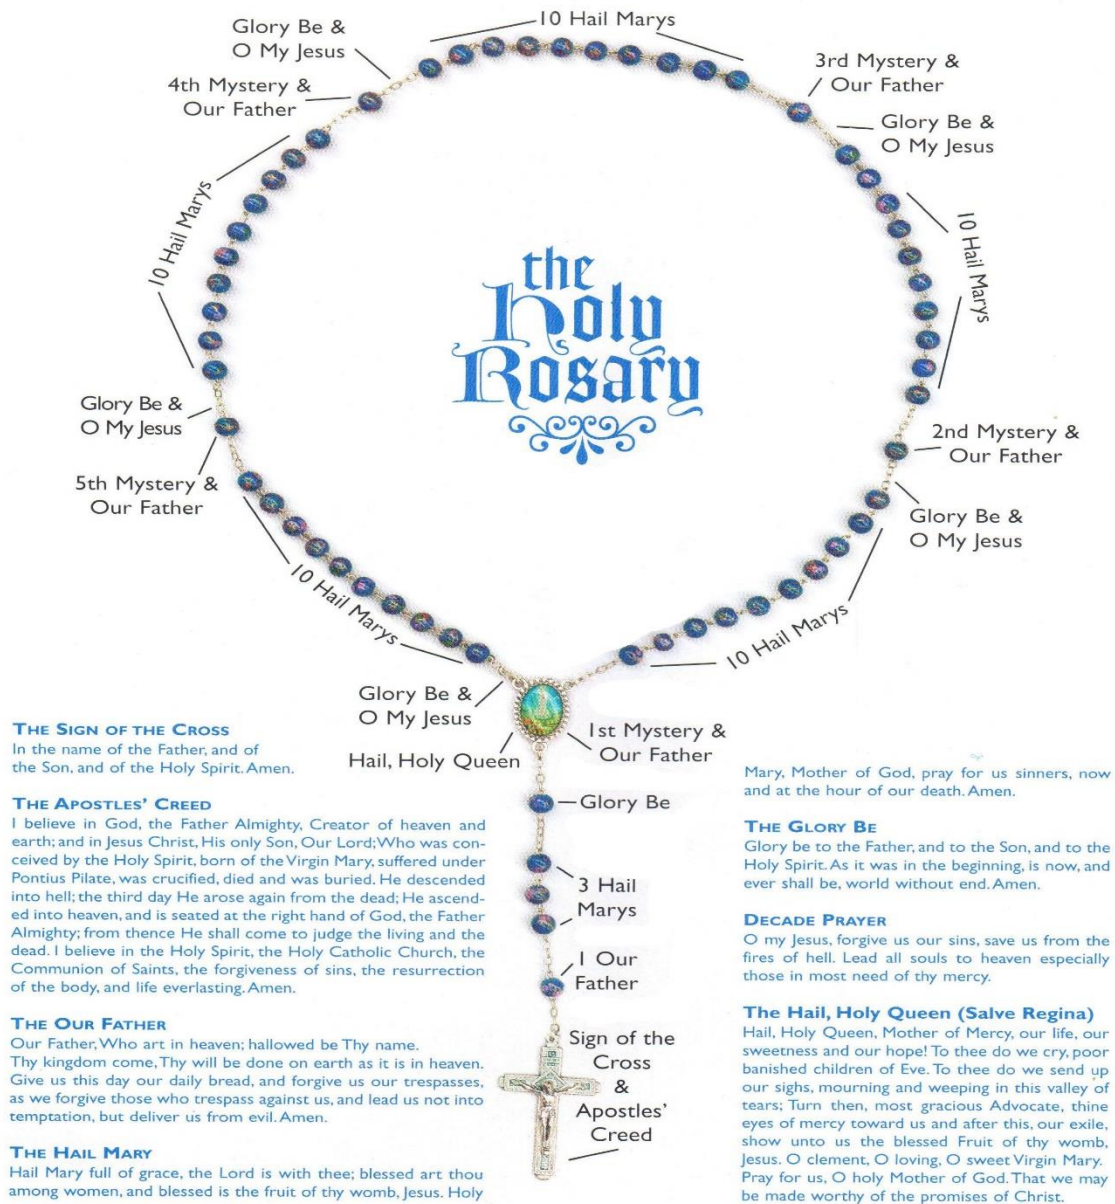 10 Hail Marys
Glory Be &
O My Jesus
4th Mystery &
Our Father
3rd Mystery &
Our Father
Glory Be &
O My Jesus
10 Hail Marys
10 Hail Marys
the
Holy
Rosary
Glory Be &
O My Jesus
5th Mystery &
Our Father
2nd Mystery &
Our Father
Glory Be &
O My Jesus
10 Hail Marys
10 Hail Marys
Glory Be &
O My Jesus
Hail, Holy Queen
1st Mystery &
Our Father
Glory Be
3 Hail
Marys
1 Our
Father
Sign of the
Cross
&
Apostles'
Creed
THE SIGN OF THE CROSS
In the name of the Father, and of
the Son, and of the Holy Spirit. Amen.
THE APOSTLES' CREED
I believe in God, the Father Almighty, Creator of heaven and
earth; and in Jesus Christ, His only Son, Our Lord; Who was con-
ceived by the Holy Spirit, born of the Virgin Mary, suffered under
Pontius Pilate, was crucified, died and was buried. He descended
into hell; the third day He arose again from the dead; He ascend-
ed into heaven, and is seated at the right hand of God, the Father
Almighty; from thence He shall come to judge the living and the
dead. I believe in the Holy Spirit, the Holy Catholic Church, the
Communion of Saints, the forgiveness of sins, the resurrection
of the body, and life everlasting. Amen.
THE OUR FATHER
Our Father, Who art in heaven; hallowed be Thy name.
Thy kingdom come, Thy will be done on earth as it is in heaven.
Give us this day our daily bread, and forgive us our trespasses,
as we forgive those who trespass against us, and lead us not into
temptation, but deliver us from evil. Amen.
THE HAIL MARY
Hail Mary full of grace, the Lord is with thee; blessed art thou
among women, and blessed is the fruit of thy womb, Jesus. Holy
Mary, Mother of God, pray for us sinners, now
and at the hour of our death. Amen.
THE GLORY BE
Glory be to the Father, and to the Son, and to the
Holy Spirit. As it was in the beginning, is now, and
ever shall be, world without end. Amen.
DECADE PRAYER
O my Jesus, forgive us our sins, save us from the
fires of hell. Lead all souls to heaven especially
those in most need of thy mercy.
The Hail, Holy Queen (Salve Regina)
Hail, Holy Queen, Mother of Mercy, our life, our
sweetness and our hope! To thee do we cry, poor
banished children of Eve. To thee do we send up
our sighs, mourning and weeping in this valley of
tears; Turn then, most gracious Advocate, thine
eyes of mercy toward us and after this, our exile,
show unto us the blessed Fruit of thy womb,
Jesus. O clement, O loving, O sweet Virgin Mary.
Pray for us, O holy Mother of God. That we may
be made worthy of the promises of Christ.